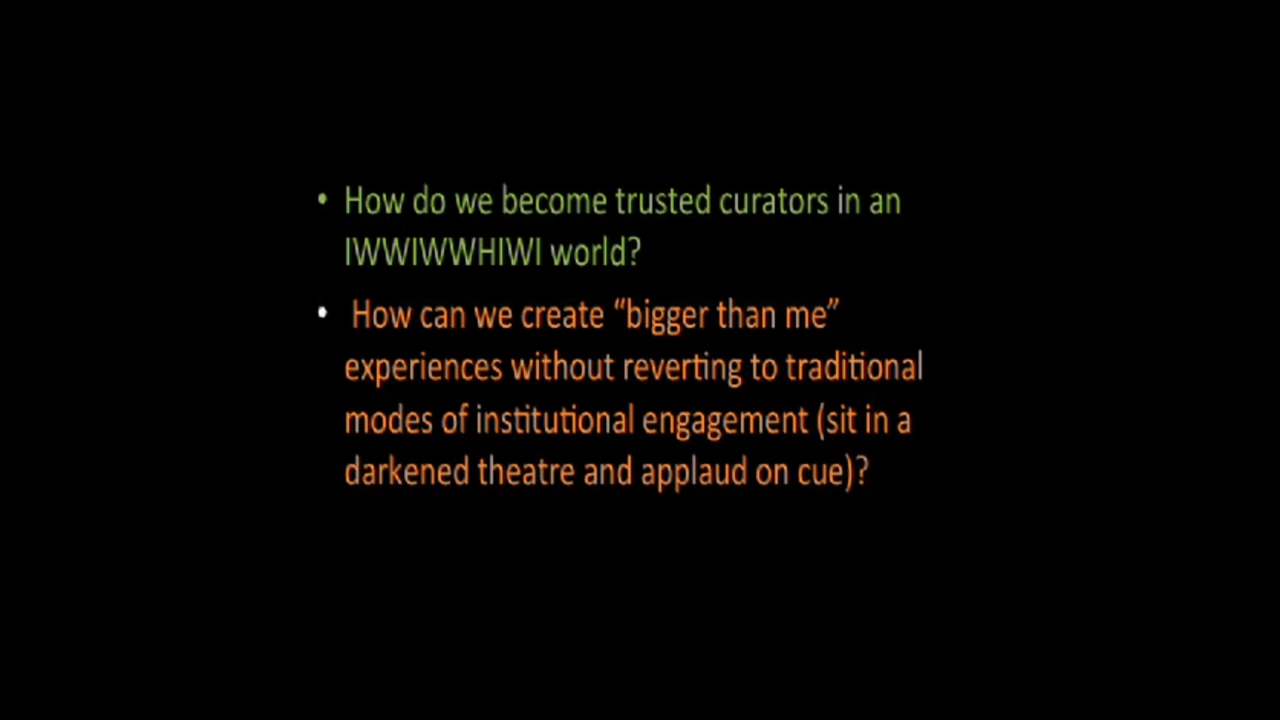 • How do we become trusted curators in an
IWWIWWHIWI world?
• How can we create “bigger than me”
experiences without reverting to traditional
modes of institutional engagement (sit in a
darkened theatre and applaud on cue)?